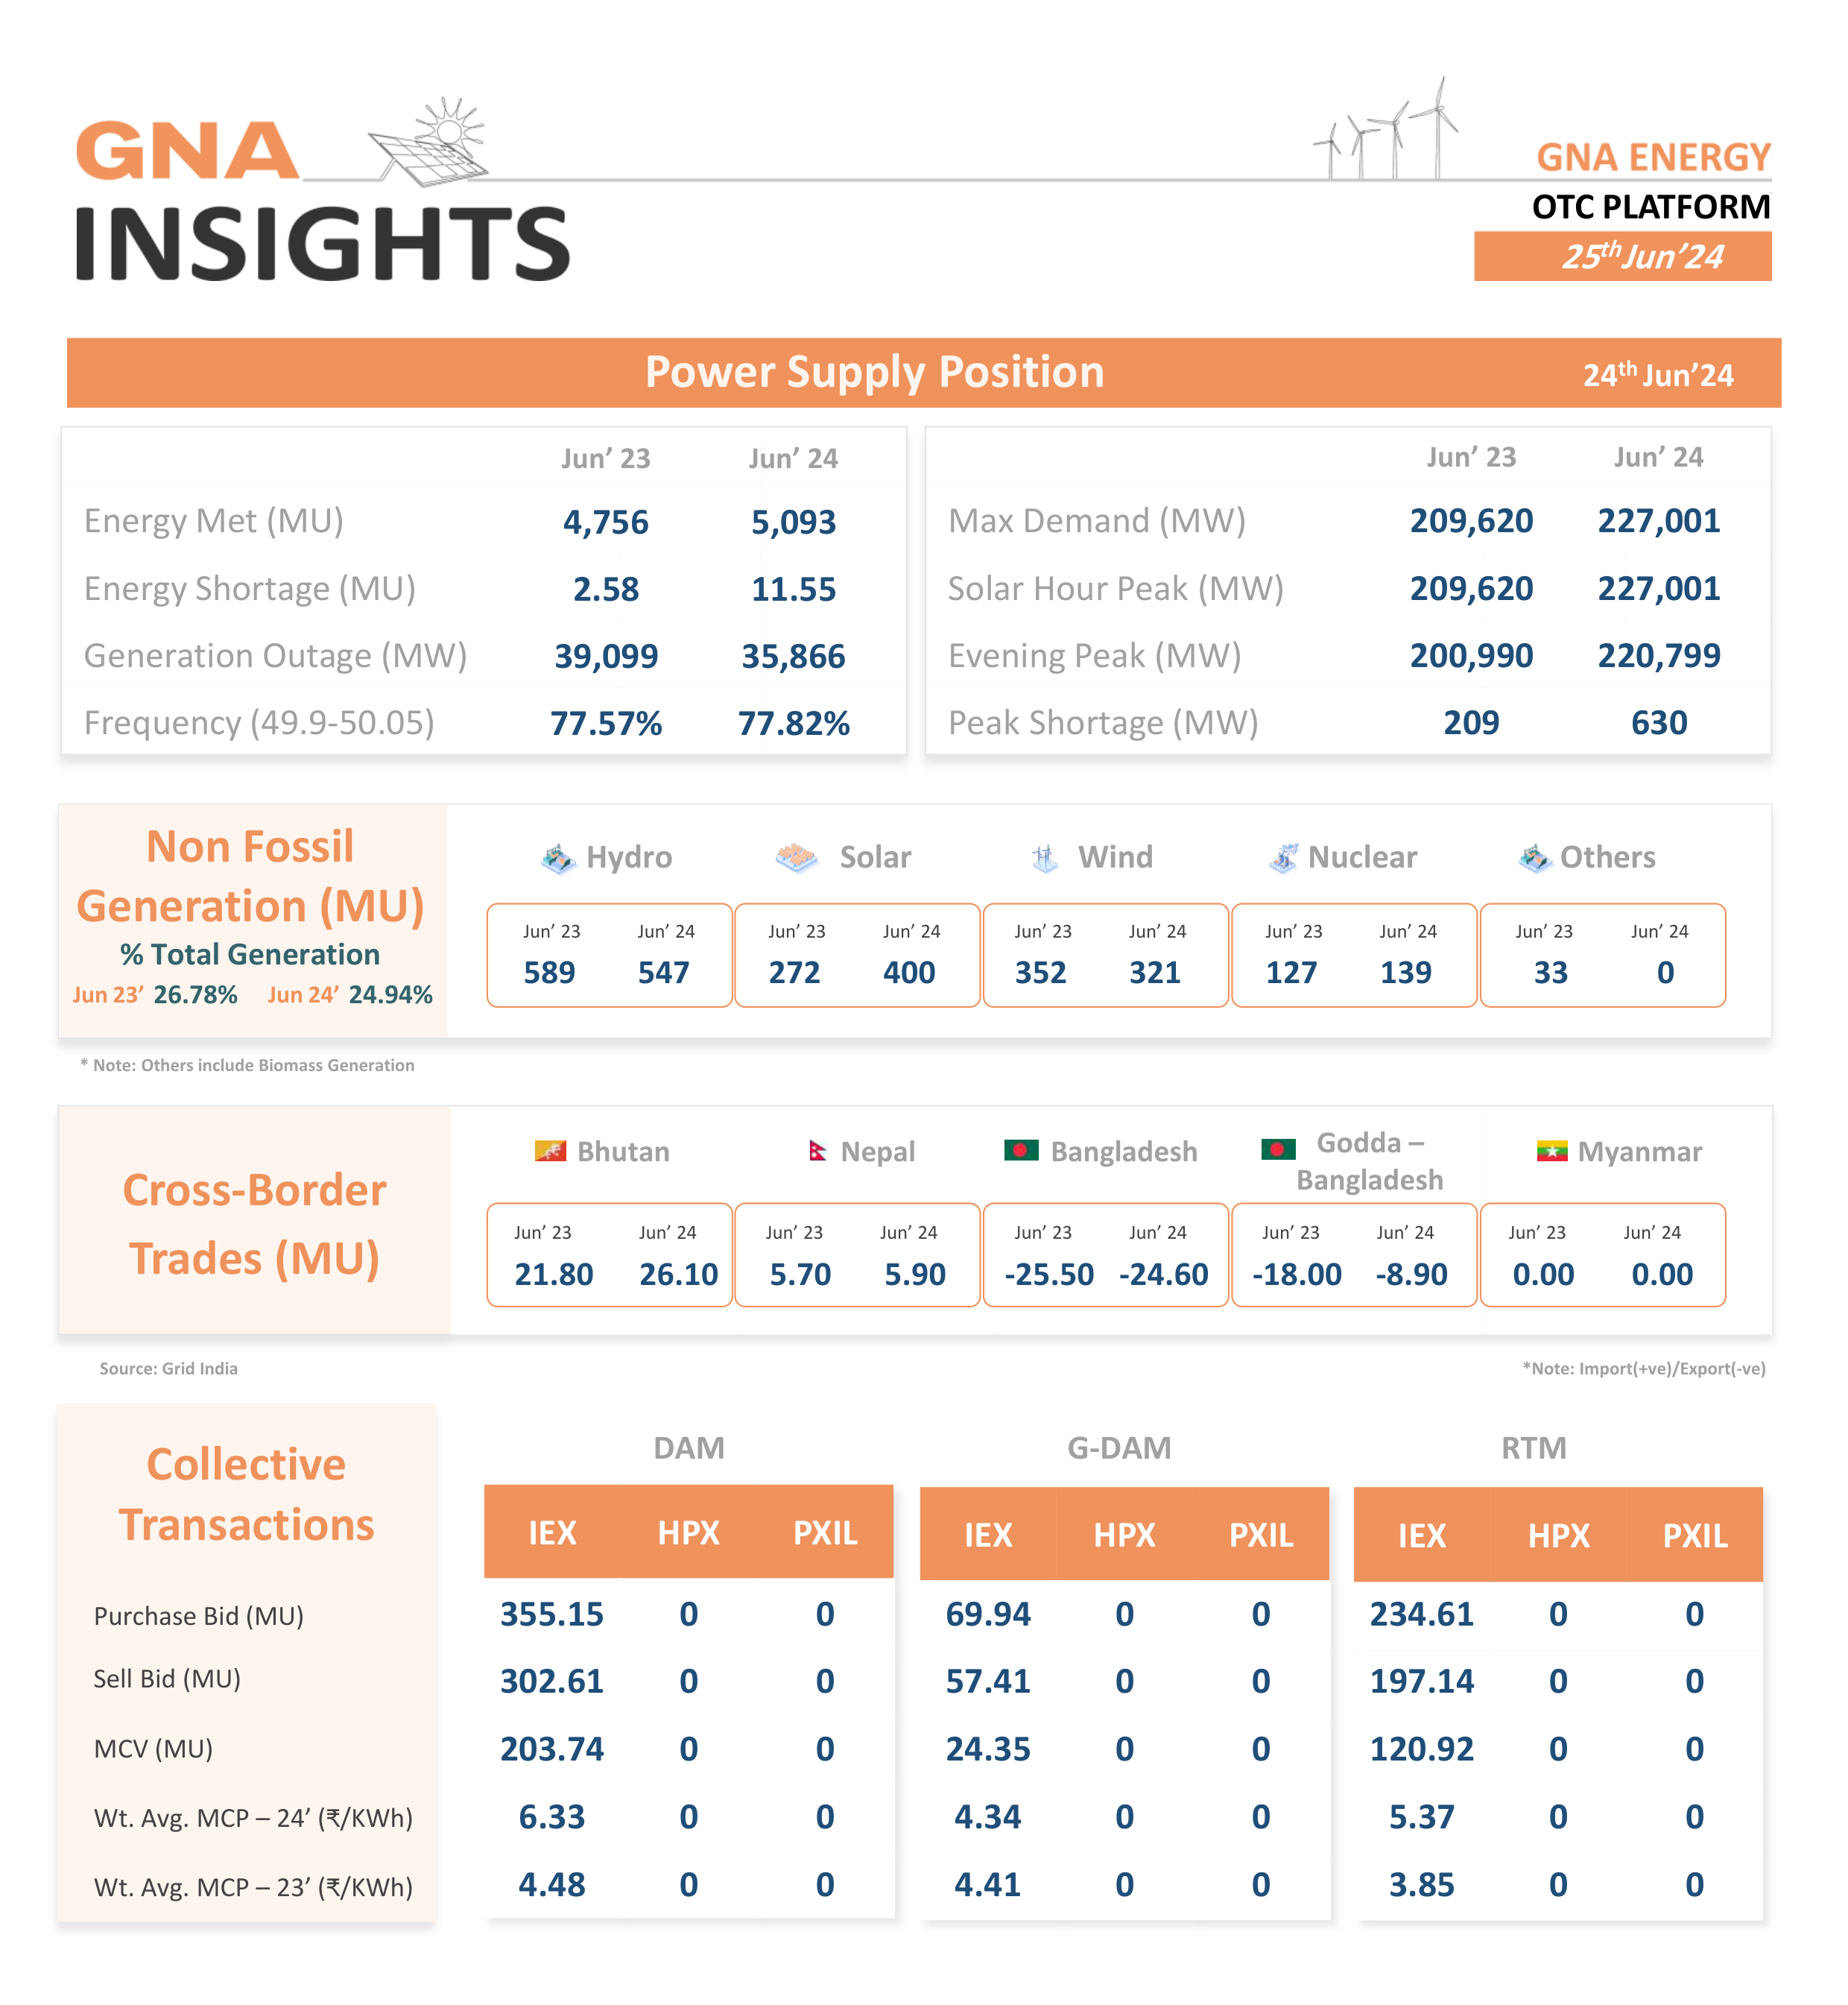 GNA
INSIGHTS
GNA ENERGY
OTC PLATFORM
25th Jun’24
Power Supply Position 24th Jun’24
Jun’ 23 Jun’ 24
Energy Met (MU) 4,756 5,093
Energy Shortage (MU) 2.58 11.55
Generation Outage (MW) 39,099 35,866
Frequency (49.9-50.05) 77.57% 77.82%
Jun’ 23 Jun’ 24
Max Demand (MW) 209,620 227,001
Solar Hour Peak (MW) 209,620 227,001
Evening Peak (MW) 200,990 220,799
Peak Shortage (MW) 209 630
Non Fossil
Generation (MU)
% Total Generation
Jun 23’ 26.78% Jun 24’ 24.94%
Hydro Solar Wind Nuclear Others
Jun’ 23 Jun’ 24 Jun’ 23 Jun’ 24 Jun’ 23 Jun’ 24 Jun’ 23 Jun’ 24 Jun’ 23 Jun’ 24
589 547 272 400 352 321 127 139 33 0
* Note: Others include Biomass Generation
Cross-Border
Trades (MU)
Bhutan Nepal Bangladesh Godda –
Bangladesh Myanmar
Jun’ 23 Jun’ 24 Jun’ 23 Jun’ 24 Jun’ 23 Jun’ 24 Jun’ 23 Jun’ 24 Jun’ 23 Jun’ 24
21.80 26.10 5.70 5.90 -25.50 -24.60 -18.00 -8.90 0.00 0.00
Source: Grid India *Note: Import(+ve)/Export(-ve)
Collective
Transactions
DAM G-DAM RTM
IEX HPX PXIL IEX HPX PXIL IEX HPX PXIL
Purchase Bid (MU) 355.15 0 0 69.94 0 0 234.61 0 0
Sell Bid (MU) 302.61 0 0 57.41 0 0 197.14 0 0
MCV (MU) 203.74 0 0 24.35 0 0 120.92 0 0
Wt. Avg. MCP – 24’ (₹/KWh) 6.33 0 0 4.34 0 0 5.37 0 0
Wt. Avg. MCP – 23’ (₹/KWh) 4.48 0 0 4.41 0 0 3.85 0 0